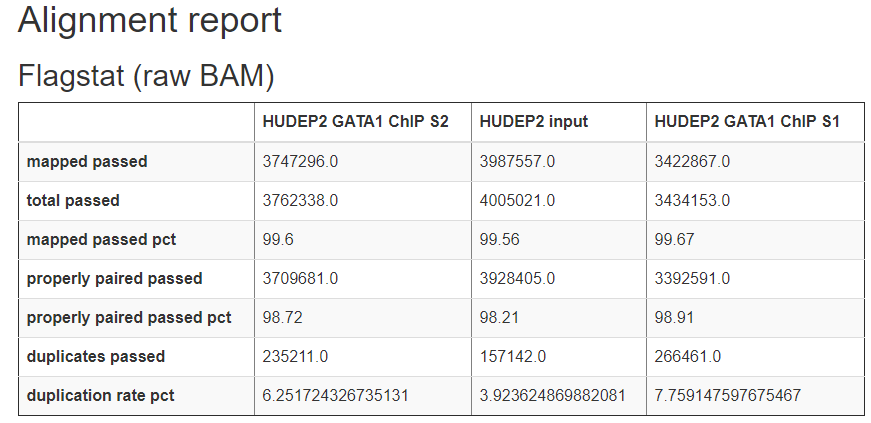 Alignment report
Flagstat (raw BAM)
HUDEP2 GATA1 ChIP S2 HUDEP2 input HUDEP2 GATA1 ChIP S1
mapped passed 3747296.0 3987557.0 3422867.0
total passed 3762338.0 4005021.0 3434153.0
mapped passed pct 99.6 99.56 99.67
properly paired passed 3709681.0 3928405.0 3392591.0
properly paired passed pct 98.72 98.21 98.91
duplicates passed 235211.0 157142.0 266461.0
duplication rate pct 6.251724326735131 3.923624869882081 7.759147597675467